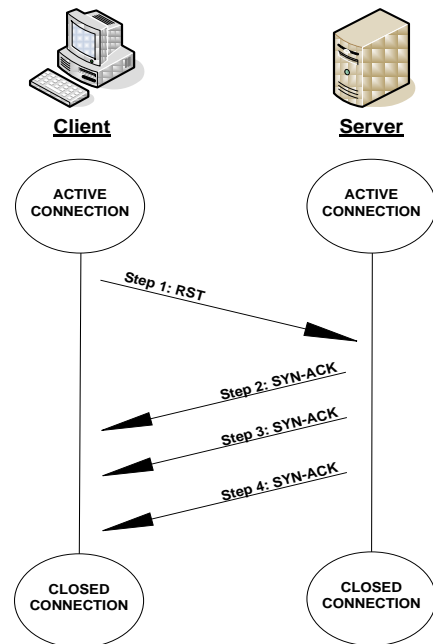 Client
Server
ACTIVE
CONNECTION
ACTIVE
CONNECTION
Step 1: RST
Step 2: SYN-ACK
Step 3: SYN-ACK
Step 4: SYN-ACK
CLOSED
CONNECTION
CLOSED
CONNECTION